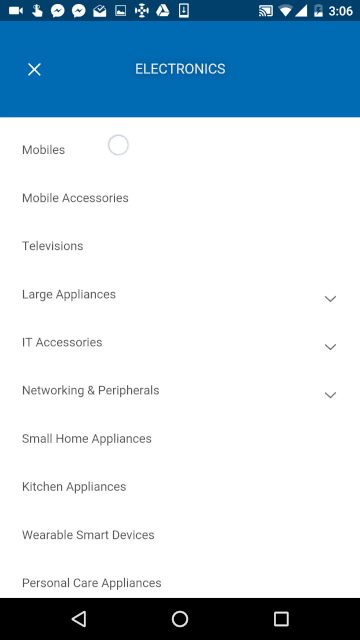 3:06
ELECTRONICS
Mobiles
Mobile Accessories
Televisions
Large Appliances
IT Accessories
Networking & Peripherals
Small Home Appliances
Kitchen Appliances
Wearable Smart Devices
Personal Care Appliances